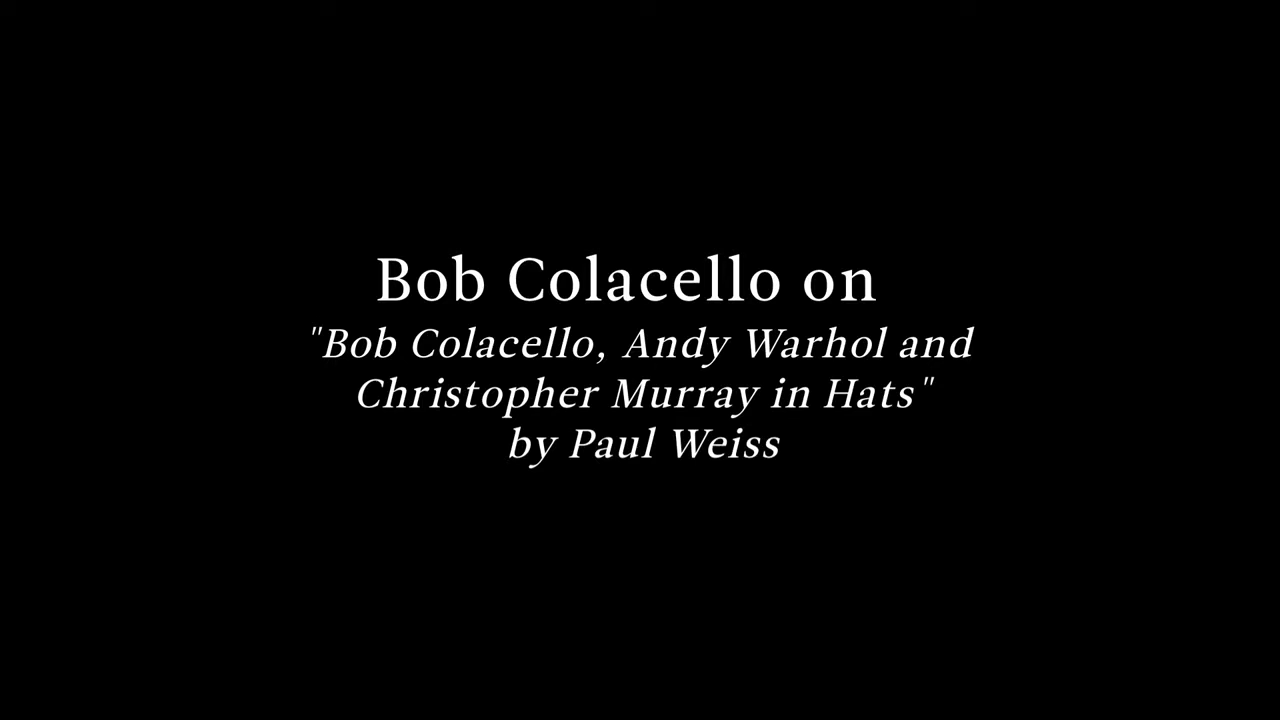 Bob Colacello on
"Bob Colacello, Andy Warhol and
Christopher Murray in Hats"
by Paul Weiss